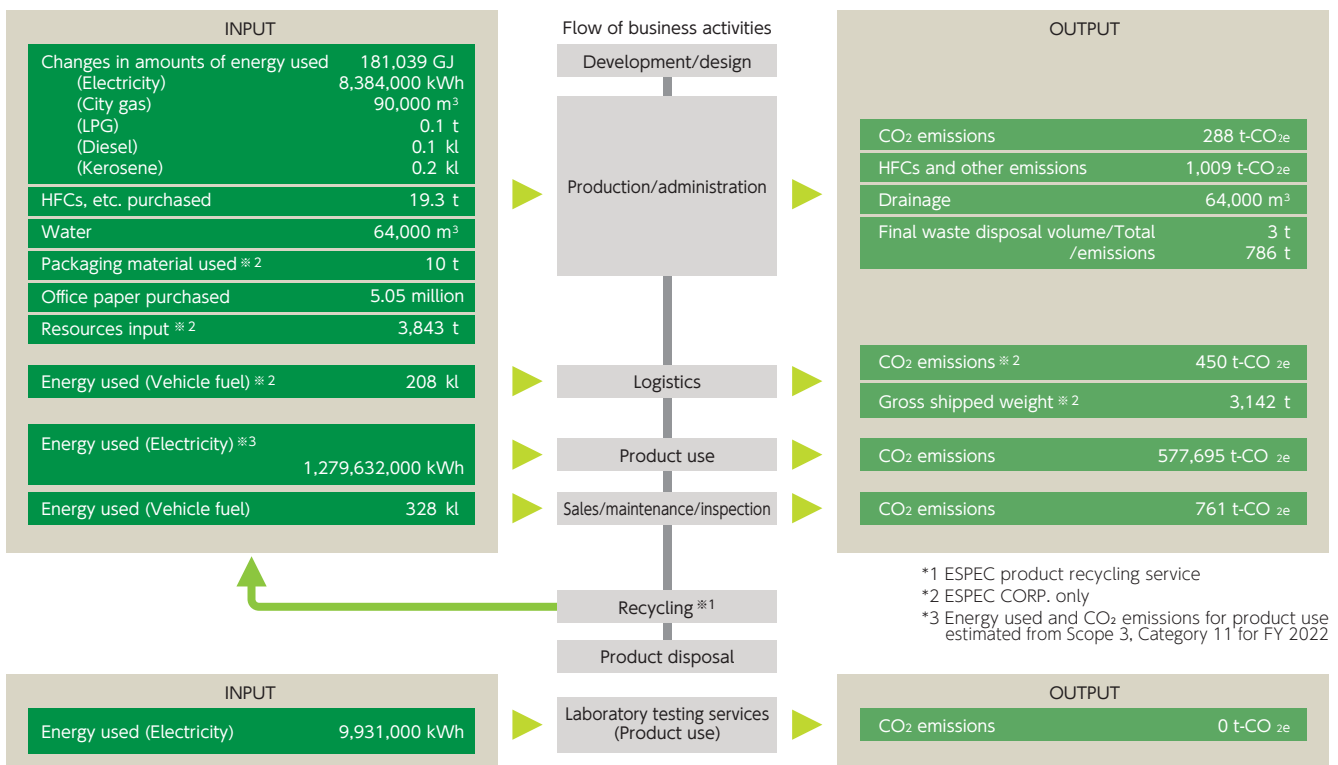 INPUT
Changes in amounts of energy used 181,039 GJ
(Electricity) 8,384,000 kWh
(City gas) 90,000 m³
(LPG) 0.1 t
(Diesel) 0.1 kl
(Kerosene) 0.2 kl
HFCs, etc. purchased 19.3 t
Water 64,000 m³
Packaging material used ※2 10 t
Office paper purchased 5.05 million
Resources input ※2 3,843 t
Energy used (Vehicle fuel) ※2 208 kl
Energy used (Electricity) ※3
1,279,632,000 kWh
Energy used (Vehicle fuel) 328 kl
Flow of business activities
Development/design
Production/administration
Logistics
Product use
Sales/maintenance/inspection
Recycling ※1
Product disposal
OUTPUT
CO₂ emissions 288 t-CO₂e
HFCs and other emissions 1,009 t-CO₂e
Drainage 64,000 m³
Final waste disposal volume/Total 3 t
/emissions 786 t
CO₂ emissions ※2 450 t-CO ₂e
Gross shipped weight ※2 3,142 t
CO₂ emissions 577,695 t-CO ₂e
CO₂ emissions 761 t-CO ₂e
*1 ESPEC product recycling service
*2 ESPEC CORP. only
*3 Energy used and CO₂ emissions for product use
estimated from Scope 3, Category 11 for FY 2022
INPUT
Energy used (Electricity) 9,931,000 kWh
Laboratory testing services
(Product use)
OUTPUT
CO₂ emissions 0 t-CO ₂e